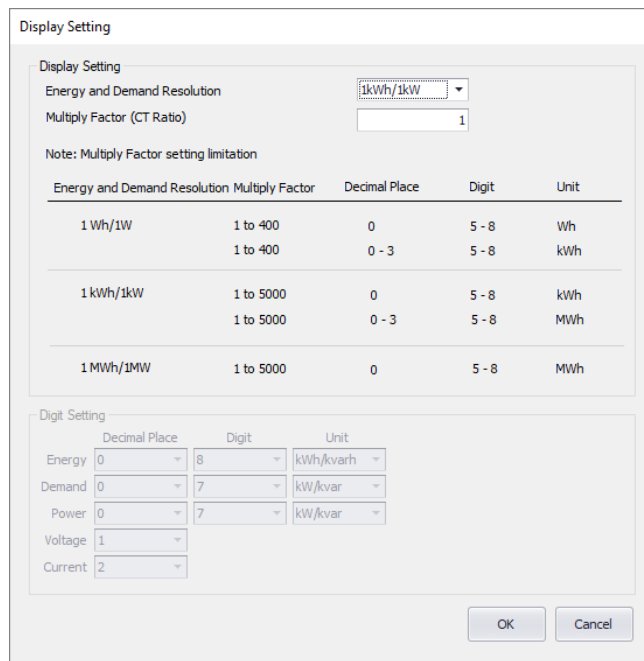 Display Setting
Display Setting
Energy and Demand Resolution 1kWh/1kW
Multiply Factor (CT Ratio) 1
Note: Multiply Factor setting limitation
Energy and Demand Resolution Multiply Factor Decimal Place Digit Unit
1 Wh/1W 1 to 400 0 5 - 8 Wh
1 to 400 0 - 3 5 - 8 kWh
1 kWh/1kW 1 to 5000 0 5 - 8 kWh
1 to 5000 0 - 3 5 - 8 MWh
1 MWh/1MW 1 to 5000 0 5 - 8 MWh
Digit Setting
Decimal Place Digit Unit
Energy 0 8 kWh/kvarh
Demand 0 7 kW/kvar
Power 0 7 kW/kvar
Voltage 1
Current 2
OK Cancel